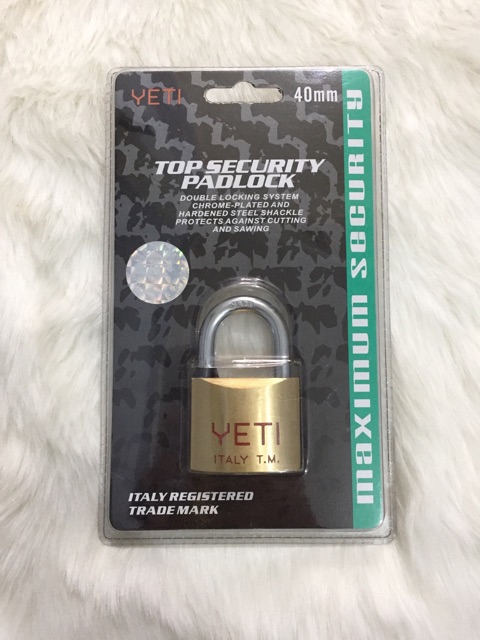 YETI
40mm
TOP SECURITY
PADLOCK
DOUBLE LOCKING SYSTEM
CHROME-PLATED AND
HARDENED STEEL SHACKLE
PROTECTS AGAINST CUTTING
AND SAWING
maximum security
YETI
ITALY T.M.
ITALY REGISTERED
TRADE MARK